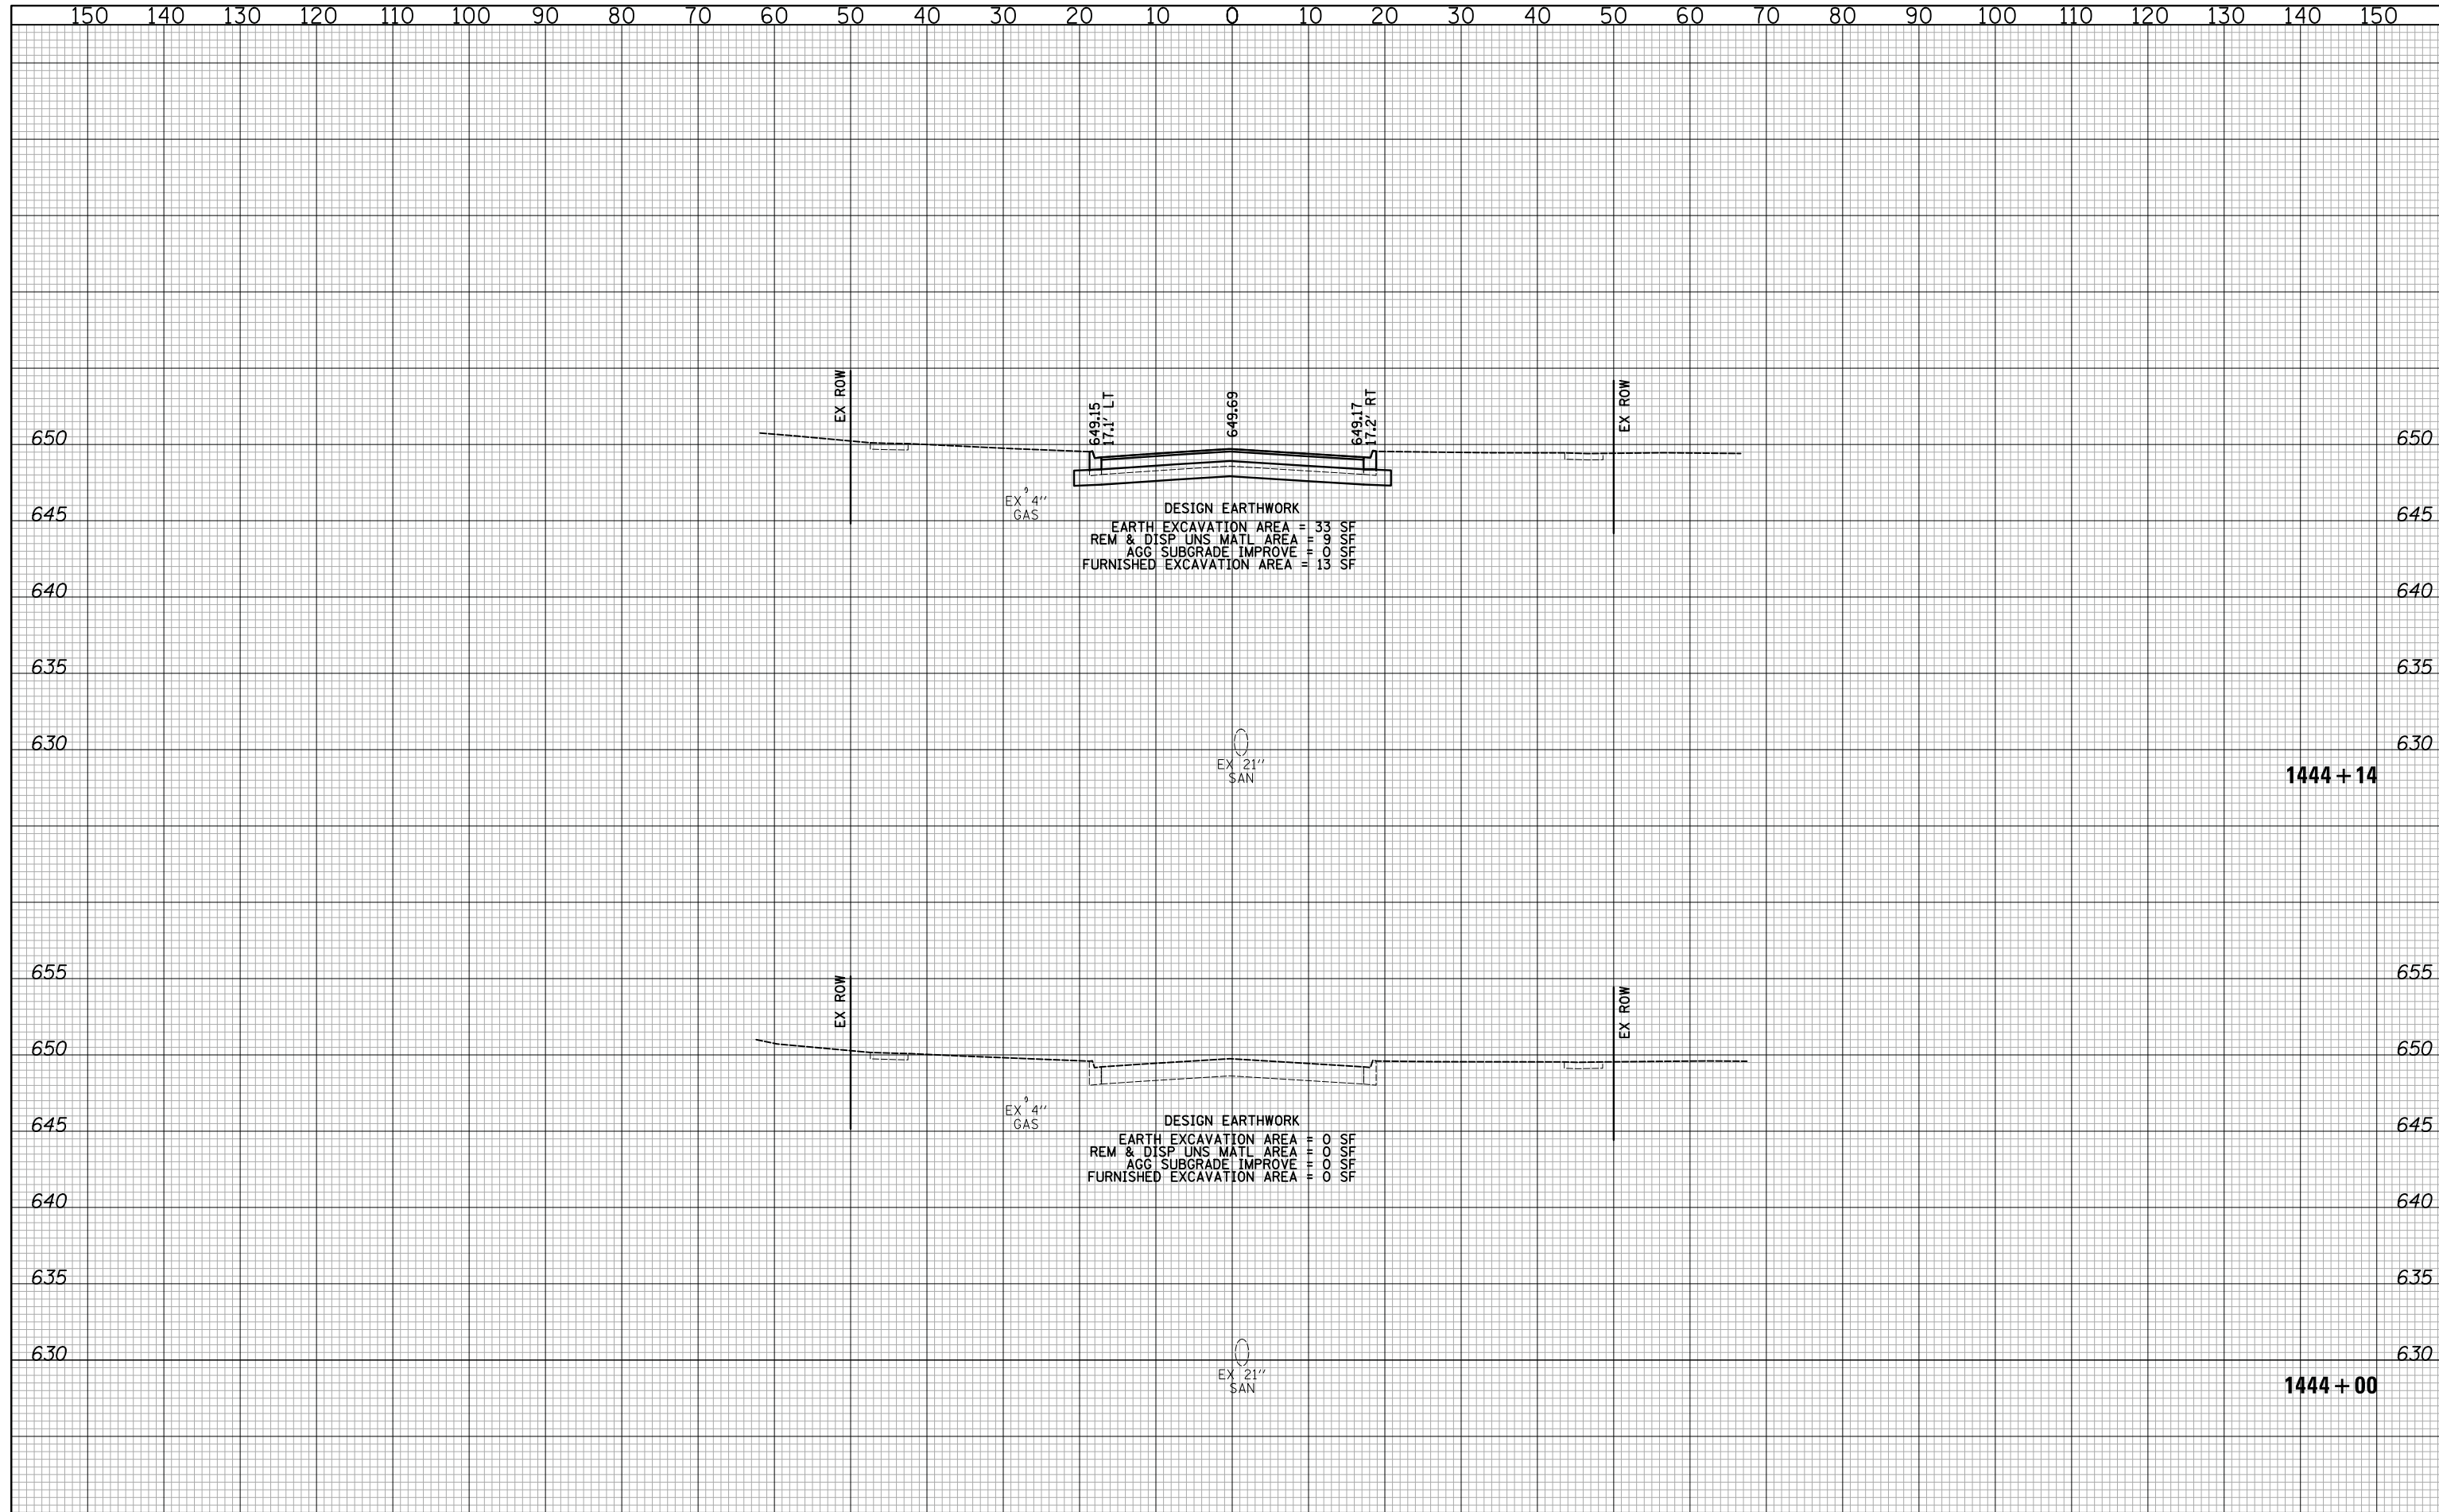 150 140 130 120 110 100 90 80 70 60 50 40 30 20 10 0 10 20 30 40 50 60 70 80 90 100 110 120 130 140 150
EX ROW
649.15
17.1' LT
649.69
649.17
17.2' RT
EX ROW
650 650
EX 4"
GAS
645 645
DESIGN EARTHWORK
EARTH EXCAVATION AREA = 33 SF
REM & DISP UNS MATL AREA = 9 SF
AGG SUBGRADE IMPROVE = 0 SF
FURNISHED EXCAVATION AREA = 13 SF
640 640
635 635
630 630
EX 21"
SAN
1444+14
655 655
EX ROW
EX ROW
650 650
EX 4"
GAS
645 645
DESIGN EARTHWORK
EARTH EXCAVATION AREA = 0 SF
REM & DISP UNS MATL AREA = 0 SF
AGG SUBGRADE IMPROVE = 0 SF
FURNISHED EXCAVATION AREA = 0 SF
640 640
635 635
630 630
EX 21"
SAN
1444+00